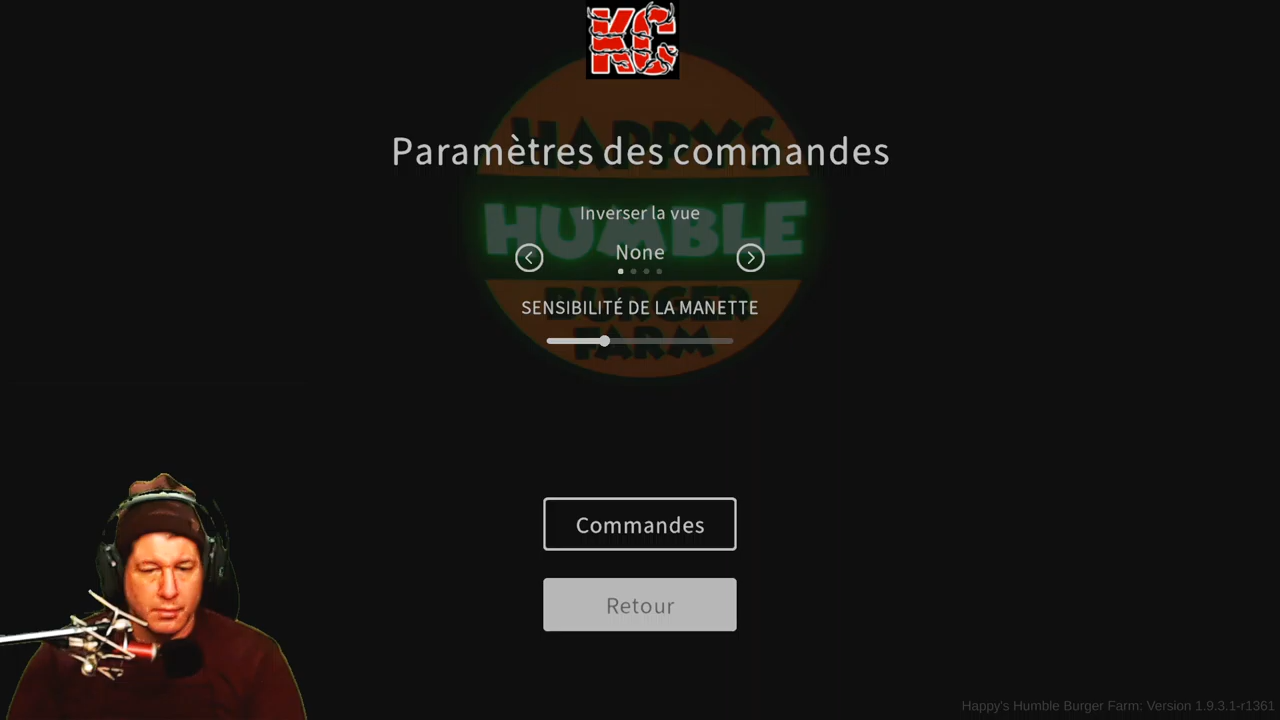 KC
HAPPYS
Paramètres des commandes
Inverser la vue
HUMBLE
None
BURGER
SENSIBILITÉ DE LA MANETTE
FARM
Commandes
Retour
Happy's Humble Burger Farm: Version 1.9.3.1-r1361